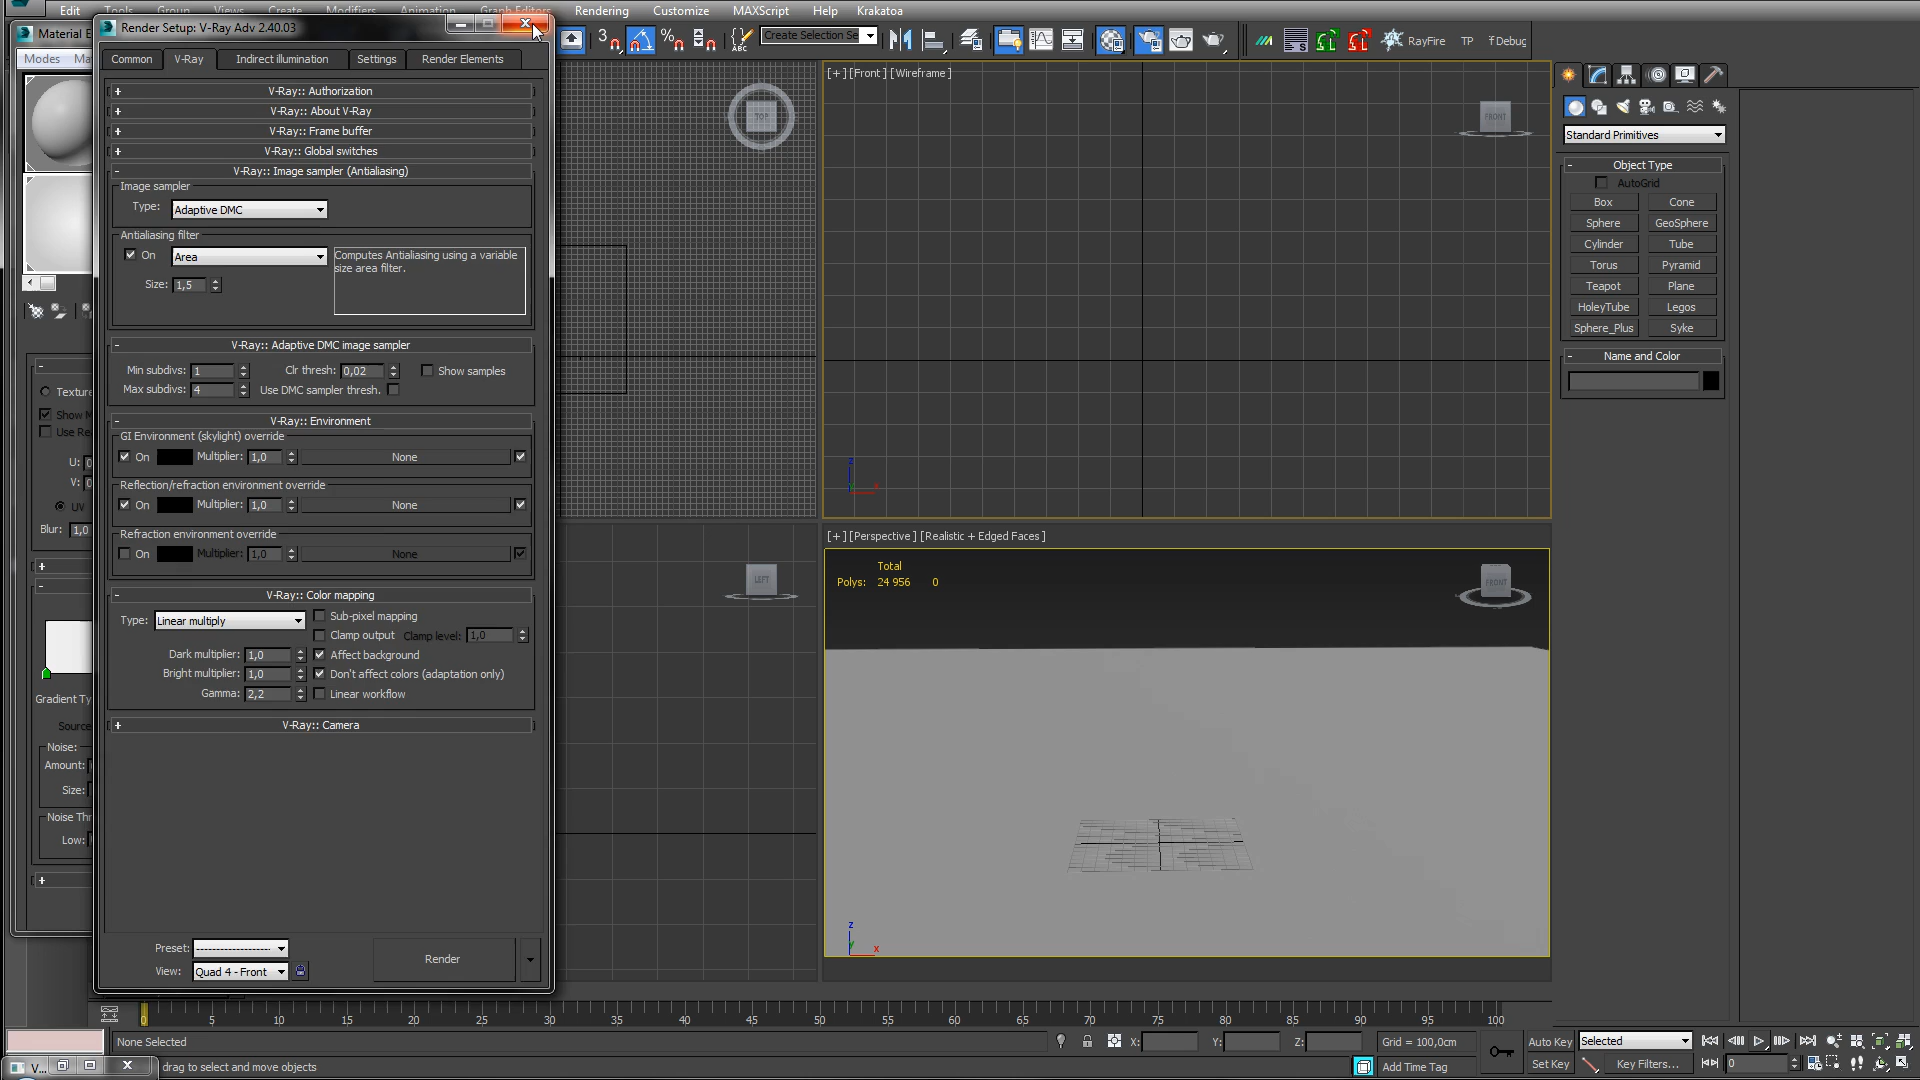 Edit Tools Group Views Create Animation Graph Editors Rendering Customize MAXScript Help Krakatoa
Material E
Render Setup: V-Ray Adv 2.40.03
Create Selection Se
RayFire TP fDebug
Modes
Common V-Ray Indirect illumination Settings Render Elements
[+] [Front] [Wireframe]
TOP
FRONT
Standard Primitives
V-Ray:: Authorization
V-Ray:: About V-Ray
V-Ray:: Frame buffer
V-Ray:: Global switches
V-Ray:: Image sampler (Antialiasing)
Image sampler
Type: Adaptive DMC
Antialiasing filter
On Area
Computes Antialiasing using a variable
size area filter.
Size: 1,5
V-Ray:: Adaptive DMC image sampler
Min subdivs: 1 Clr thresh: 0,02 Show samples
Max subdivs: 4 Use DMC sampler thresh.
V-Ray:: Environment
GI Environment (skylight) override
On Multiplier: 1,0 None
Reflection/refraction environment override
On Multiplier: 1,0 None
Refraction environment override
On Multiplier: 1,0 None
V-Ray:: Color mapping
Type: Linear multiply Sub-pixel mapping
Clamp output Clamp level: 1,0
Dark multiplier: 1,0 Affect background
Bright multiplier: 1,0 Don't affect colors (adaptation only)
Gamma: 2,2 Linear workflow
V-Ray:: Camera
Preset: --------------------
View: Quad 4 - Front
Render
Texture
Show M
Use Re
U: 0
V: 0
UV
Blur: 1,0
Gradient Ty
Source
Noise:
Amount:
Size:
Noise Thr
Low:
Object Type
AutoGrid
Box Cone
Sphere GeoSphere
Cylinder Tube
Torus Pyramid
Teapot Plane
HoleyTube Legos
Sphere_Plus Syke
Name and Color
z
x
LEFT
[+] [Perspective] [Realistic + Edged Faces]
Total
Polys: 24 956 0
FRONT
z
y
x
0 5 10 15 20 25 30 35 40 45 50 55 60 65 70 75 80 85 90 95 100
None Selected
X: Y: Z: Grid = 100,0cm
Auto Key Selected
V...
drag to select and move objects
Add Time Tag
Set Key Key Filters... 0